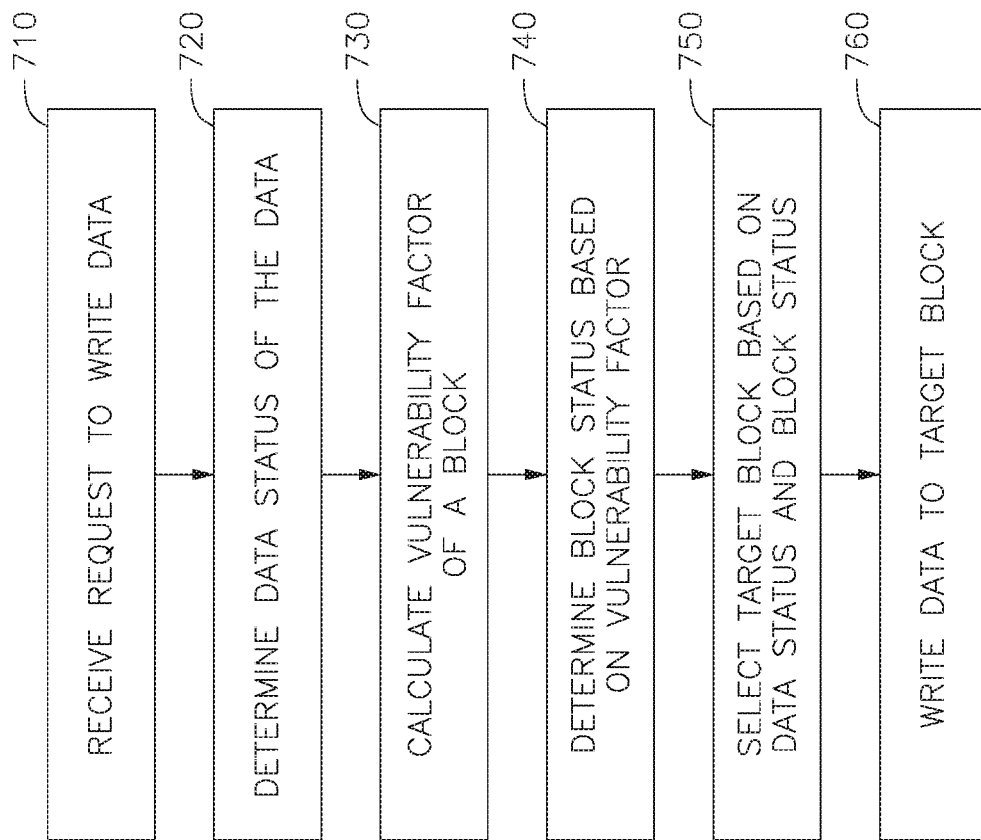 710
RECEIVE REQUEST TO WRITE DATA
720
DETERMINE DATA STATUS OF THE DATA
730
CALCULATE VULNERABILITY FACTOR
OF A BLOCK
740
DETERMINE BLOCK STATUS BASED
ON VULNERABILITY FACTOR
750
SELECT TARGET BLOCK BASED ON
DATA STATUS AND BLOCK STATUS
760
WRITE DATA TO TARGET BLOCK